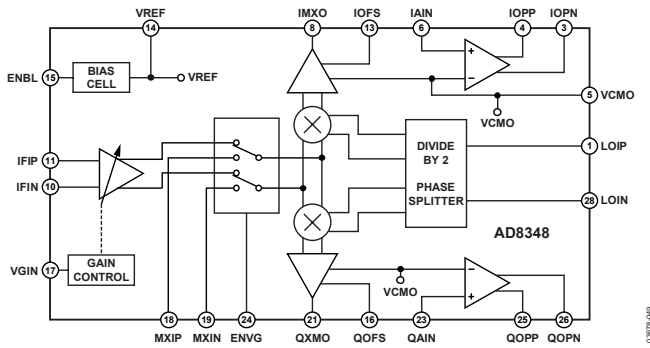 VREF IMXO IOFS IAIN IOPP IOPN
14 8 13 6 4 3
ENBL 15 BIAS CELL VREF
+
−
5 VCMO
VCMO
IFIP 11
IFIN 10
DIVIDE BY 2
PHASE SPLITTER
1 LOIP
28 LOIN
AD8348
VGIN 17 GAIN CONTROL
VCMO
−
+
18 19 24 21 16 23 25 26
MXIP MXIN ENVG QXMO QOFS QAIN QOPP QOPN
03678-049